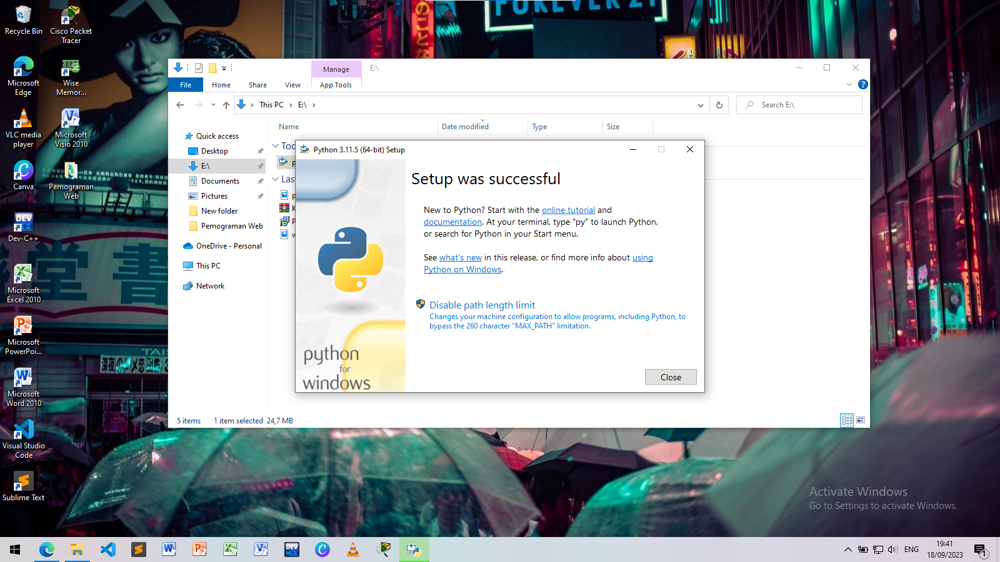 FOREVER 21
Recycle Bin
Cisco Packet
Tracer
Microsoft
Edge
Wise
Memor...
VLC media
player
Microsoft
Visio 2010
Canva
Pemograman
Web
DEV
Dev-C++
Microsoft
Excel 2010
Microsoft
PowerPoi...
Microsoft
Word 2010
Visual Studio
Code
Sublime Text
Manage
E:\
File
Home
Share
View
App Tools
This PC
E:\
Search E:\
Name
Date modified
Type
Size
Quick access
Desktop
E:\
Documents
Pictures
New folder
Pemograman Web
OneDrive - Personal
This PC
Network
5 items
1 item selected
24,7 MB
Python 3.11.5 (64-bit) Setup
Setup was successful
New to Python? Start with the online tutorial and
documentation. At your terminal, type "py" to launch Python,
or search for Python in your Start menu.
See what's new in this release, or find more info about using
Python on Windows.
Disable path length limit
Changes your machine configuration to allow programs, including Python, to
bypass the 260 character "MAX_PATH" limitation.
python
for
windows
Close
堂書
Activate Windows
Go to Settings to activate Windows.
DEV
C++
ENG
19:41
18/09/2023
1